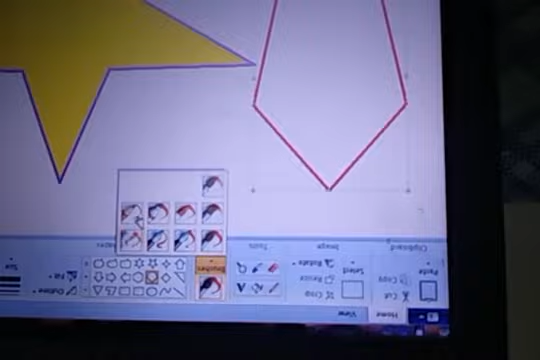 Home
View
Paste
Cut
Copy
Select
Crop
Resize
Rotate
Brushes
Outline
Fill
Size
Clipboard
Image
Tools